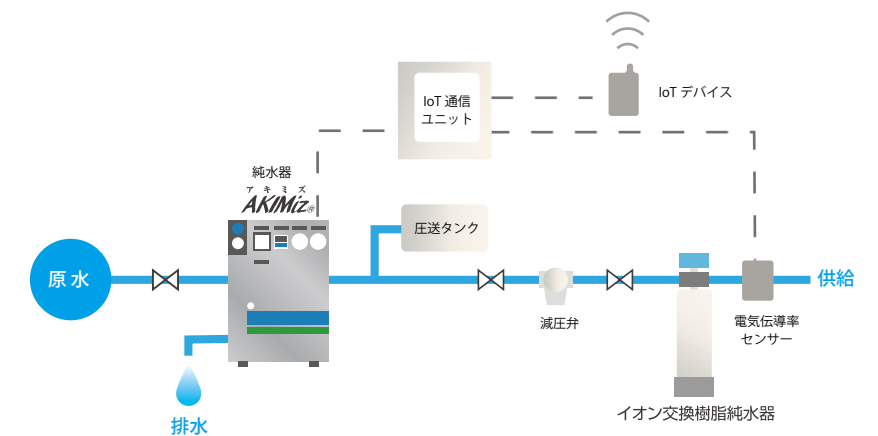 IoT 通信
ユニット
IoT デバイス
純水器
アキミズ
AKIMiz®
圧送タンク
原水
供給
減圧弁
電気伝導率
センサー
イオン交換樹脂純水器
排水